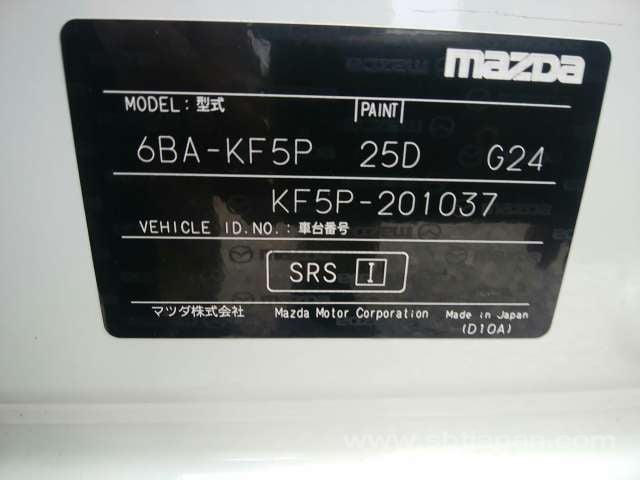 mazda
MODEL：型式 PAINT
6BA-KF5P 25D G24
KF5P-201037
VEHICLE ID.NO.：車台番号
SRS I
マツダ株式会社 Mazda Motor Corporation Made in Japan
(D10A)
www.sbtjapan.com